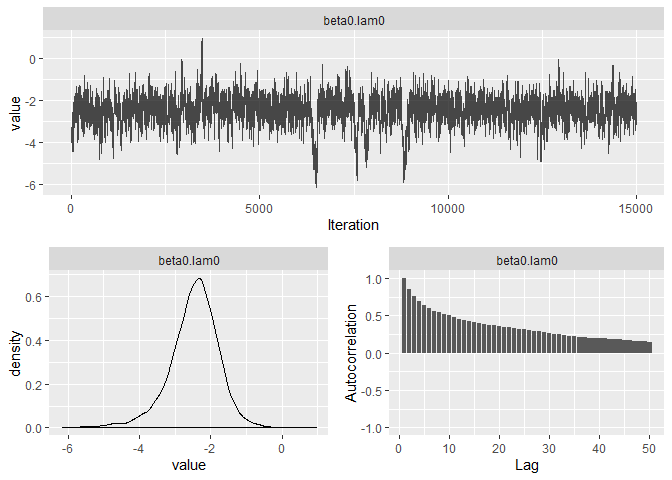 beta0.lam0
value
0
-2
-4
-6
0 5000 10000 15000
Iteration
beta0.lam0 beta0.lam0
density
0.6
0.4
0.2
0.0
-6 -4 -2 0
value
Autocorrelation
1.0
0.5
0.0
-0.5
-1.0
0 10 20 30 40 50
Lag